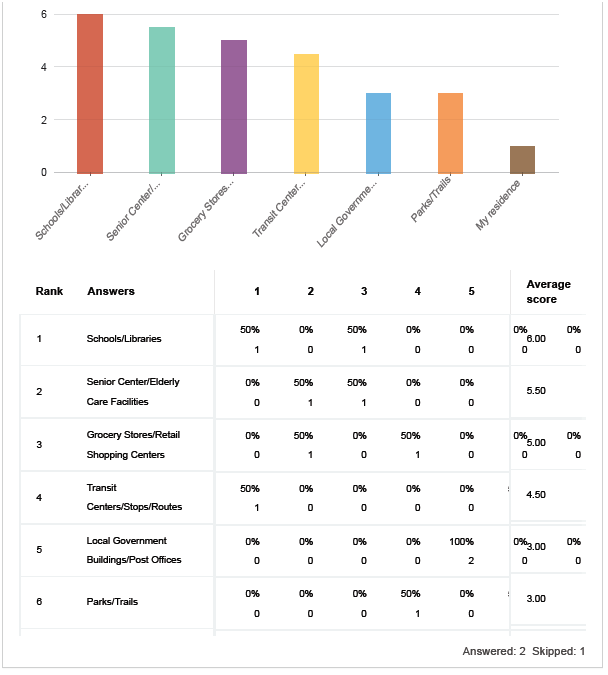 6
4
2
0
Schools/Librar...
Senior Center/...
Grocery Stores...
Transit Center...
Local Governme...
Parks/Trails
My residence
Rank Answers 1 2 3 4 5 Average
score
1 Schools/Libraries 50% 0% 50% 0% 0% 0% 6.00 0%
1 0 1 0 0 0 0
2 Senior Center/Elderly 0% 50% 50% 0% 0% 5.50
Care Facilities 0 1 1 0 0
3 Grocery Stores/Retail 0% 50% 0% 50% 0% 0% 5.00 0%
Shopping Centers 0 1 0 1 0 0 0
4 Transit 50% 0% 0% 0% 0% 4.50
Centers/Stops/Routes 1 0 0 0 0
5 Local Government 0% 0% 0% 0% 100% 0% 3.00 0%
Buildings/Post Offices 0 0 0 0 2 0 0
6 Parks/Trails 0% 0% 0% 50% 0% 3.00
0 0 0 1 0
Answered: 2 Skipped: 1